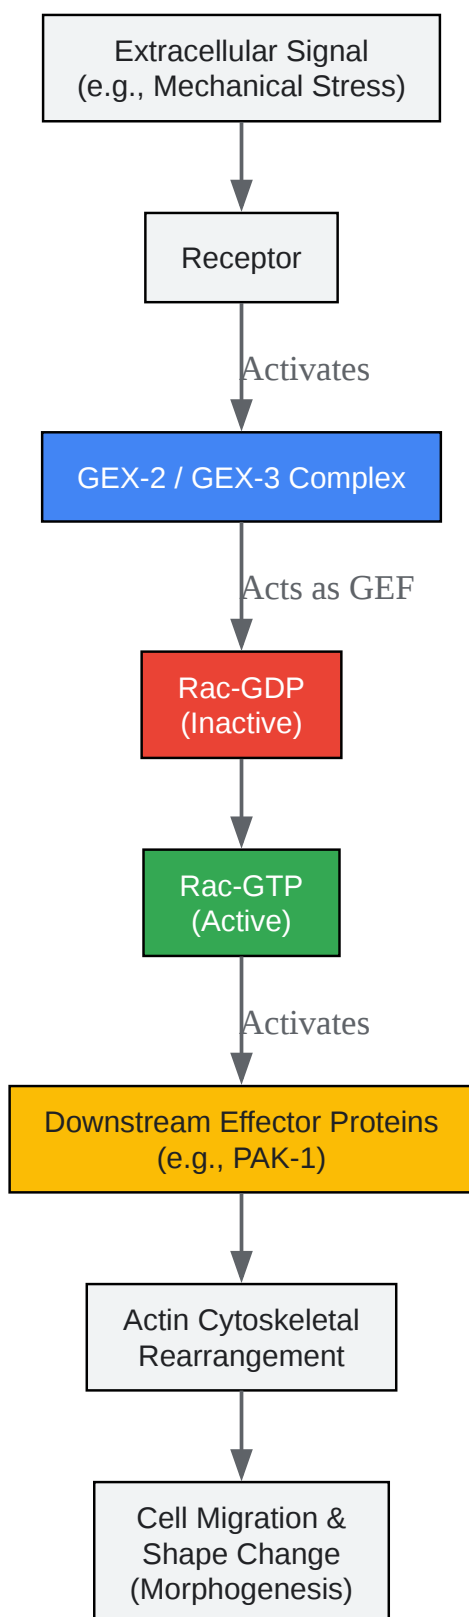 Extracellular Signal
(e.g., Mechanical Stress)
Receptor
Activates
GEX-2 / GEX-3 Complex
Acts as GEF
Rac-GDP
(Inactive)
Rac-GTP
(Active)
Activates
Downstream Effector Proteins
(e.g., PAK-1)
Actin Cytoskeletal
Rearrangement
Cell Migration &
Shape Change
(Morphogenesis)